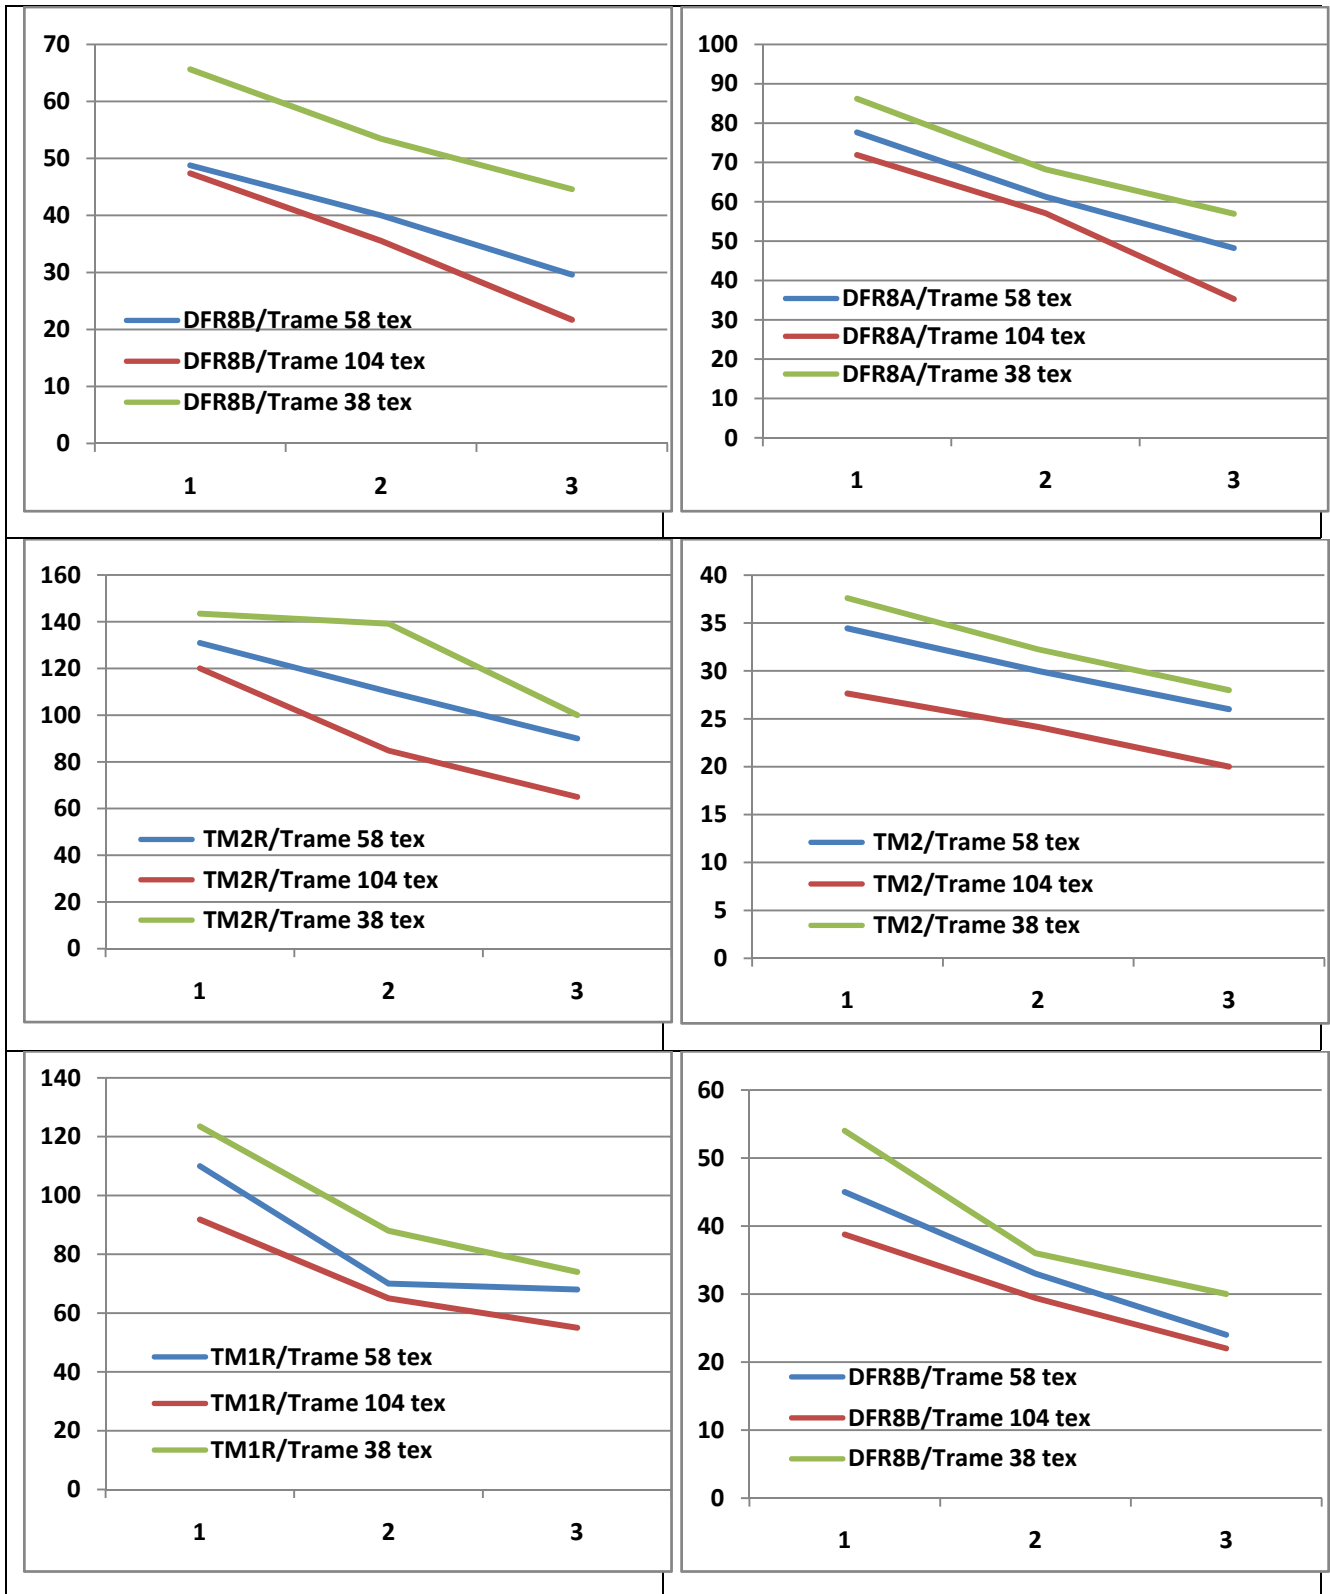 70
60
50
40
30
20
10
0
DFR8B/Trame 58 tex
DFR8B/Trame 104 tex
DFR8B/Trame 38 tex
1 2 3
100
90
80
70
60
50
40
30
20
10
0
DFR8A/Trame 58 tex
DFR8A/Trame 104 tex
DFR8A/Trame 38 tex
1 2 3
160
140
120
100
80
60
40
20
0
TM2R/Trame 58 tex
TM2R/Trame 104 tex
TM2R/Trame 38 tex
1 2 3
40
35
30
25
20
15
10
5
0
TM2/Trame 58 tex
TM2/Trame 104 tex
TM2/Trame 38 tex
1 2 3
140
120
100
80
60
40
20
0
TM1R/Trame 58 tex
TM1R/Trame 104 tex
TM1R/Trame 38 tex
1 2 3
60
50
40
30
20
10
0
DFR8B/Trame 58 tex
DFR8B/Trame 104 tex
DFR8B/Trame 38 tex
1 2 3